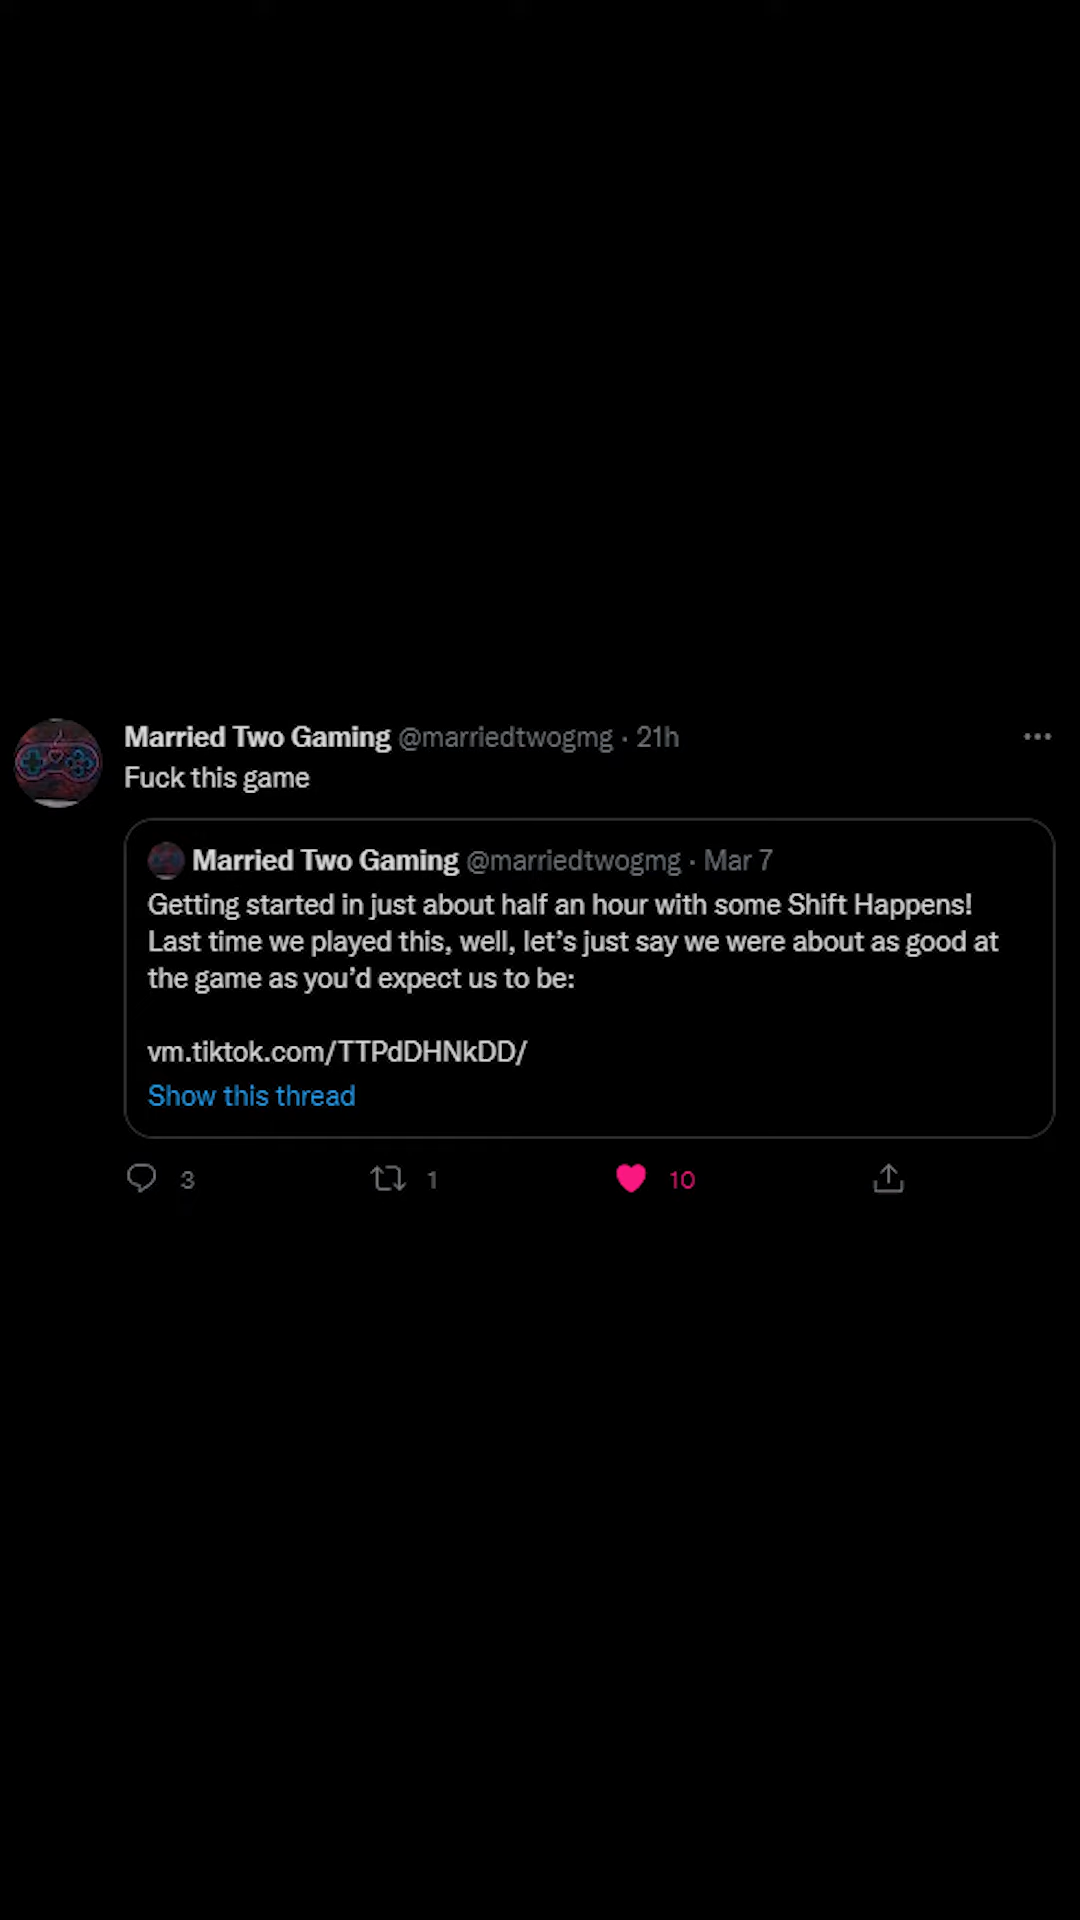 Married Two Gaming @marriedtwogmg · 21h
Fuck this game
Married Two Gaming @marriedtwogmg · Mar 7
Getting started in just about half an hour with some Shift Happens!
Last time we played this, well, let’s just say we were about as good at
the game as you’d expect us to be:
vm.tiktok.com/TTPdDHNkDD/
Show this thread
3 1 10